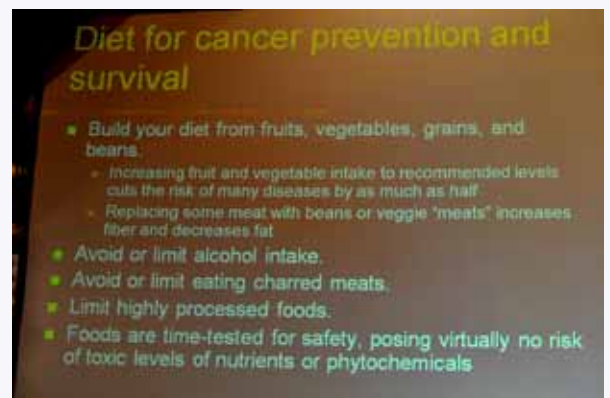 Diet for cancer prevention and
survival
Build your diet from fruits, vegetables, grains, and
beans.
Increasing fruit and vegetable intake to recommended levels
cuts the risk of many diseases by as much as half
Replacing some meat with beans or veggie "meats" increases
fiber and decreases fat
Avoid or limit alcohol intake.
Avoid or limit eating charred meats.
Limit highly processed foods.
Foods are time-tested for safety, posing virtually no risk
of toxic levels of nutrients or phytochemicals